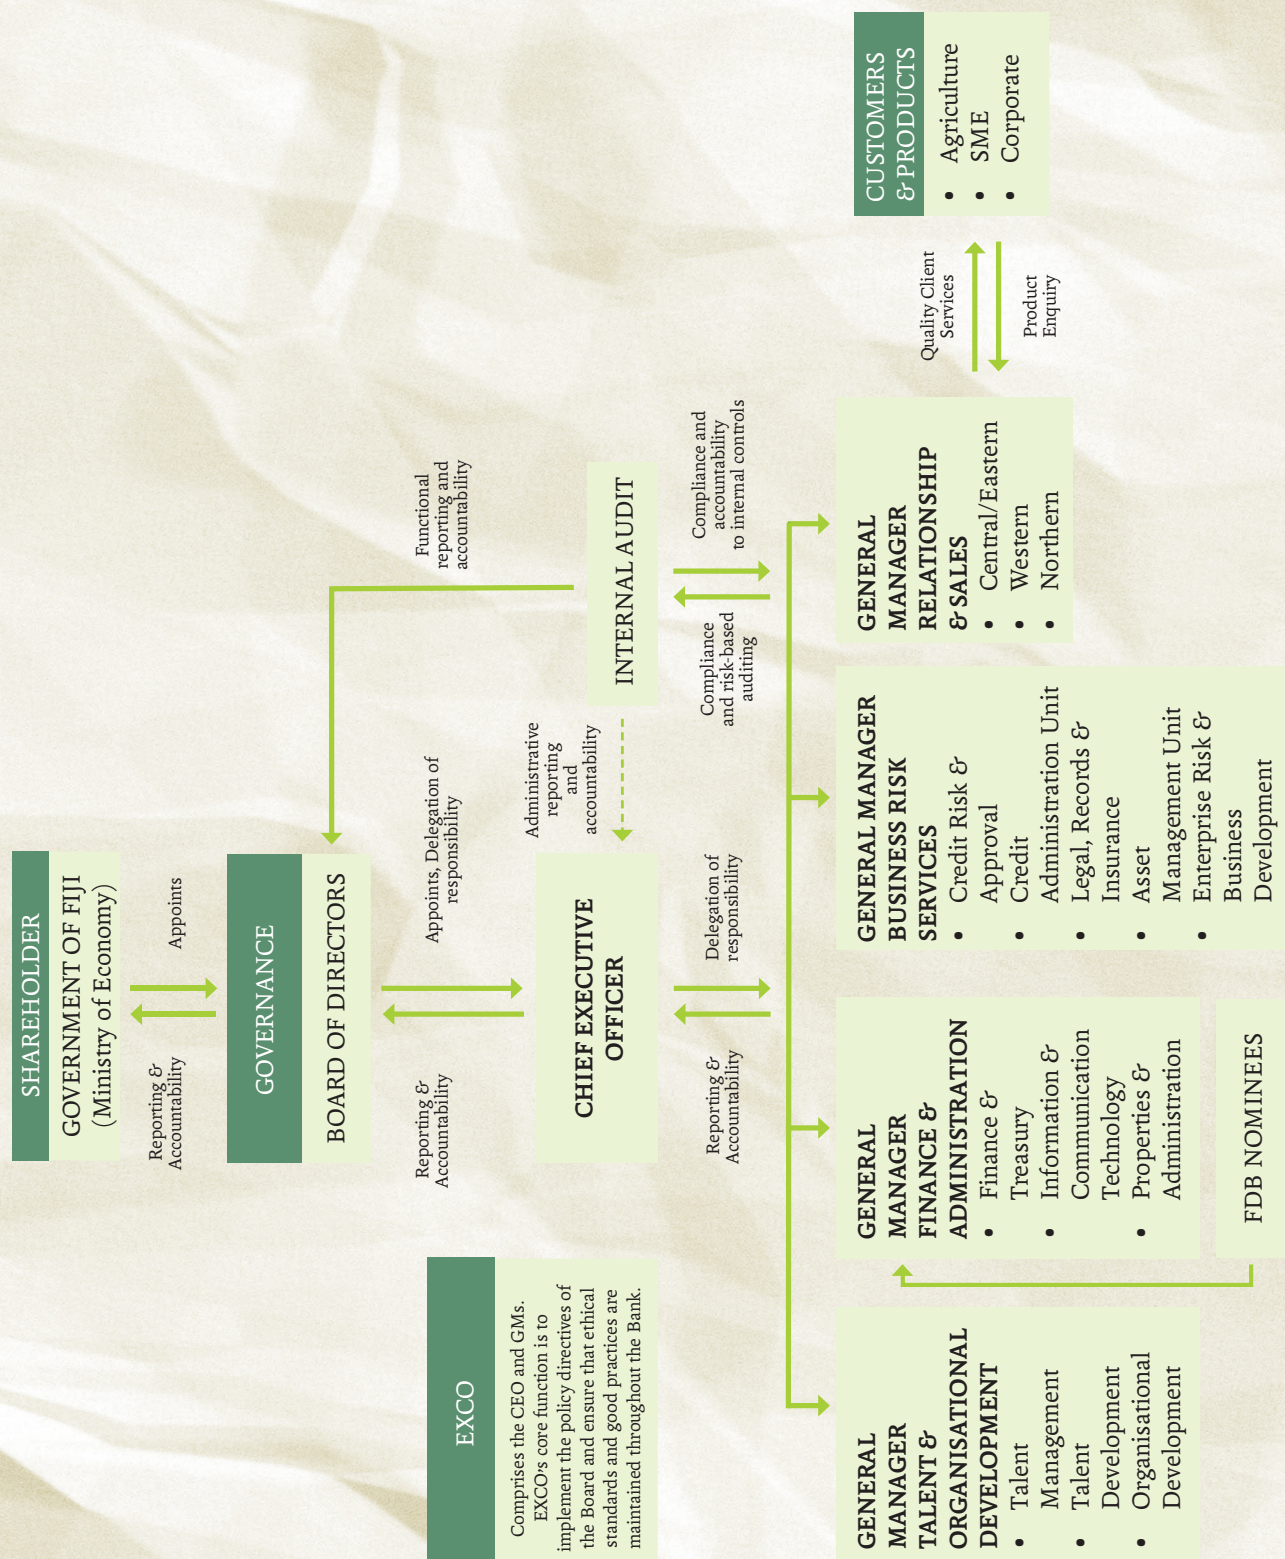 SHAREHOLDER
GOVERNMENT OF FIJI
(Ministry of Economy)
Reporting &
Accountability
Appoints
GOVERNANCE
BOARD OF DIRECTORS
Reporting &
Accountability
Appoints, Delegation of
responsibility
Functional
reporting and
accountability
EXCO
Comprises the CEO and GMs.
EXCO's core function is to
implement the policy directives of
the Board and ensure that ethical
standards and good practices are
maintained throughout the Bank.
CHIEF EXECUTIVE
OFFICER
Administrative
reporting
and
accountability
INTERNAL AUDIT
Reporting &
Accountability
Delegation of
responsibility
Compliance
and risk-based
auditing
Compliance and
accountability
to internal controls
GENERAL
MANAGER
TALENT &
ORGANISATIONAL
DEVELOPMENT
• Talent
Management
• Talent
Development
• Organisational
Development
GENERAL
MANAGER
FINANCE &
ADMINISTRATION
• Finance &
Treasury
• Information &
Communication
Technology
• Properties &
Administration
FDB NOMINEES
GENERAL MANAGER
BUSINESS RISK
SERVICES
• Credit Risk &
Approval
• Credit
Administration Unit
• Legal, Records &
Insurance
• Asset
Management Unit
• Enterprise Risk &
Business
Development
GENERAL
MANAGER
RELATIONSHIP
& SALES
• Central/Eastern
• Western
• Northern
Quality Client
Services
Product
Enquiry
CUSTOMERS
& PRODUCTS
• Agriculture
• SME
• Corporate